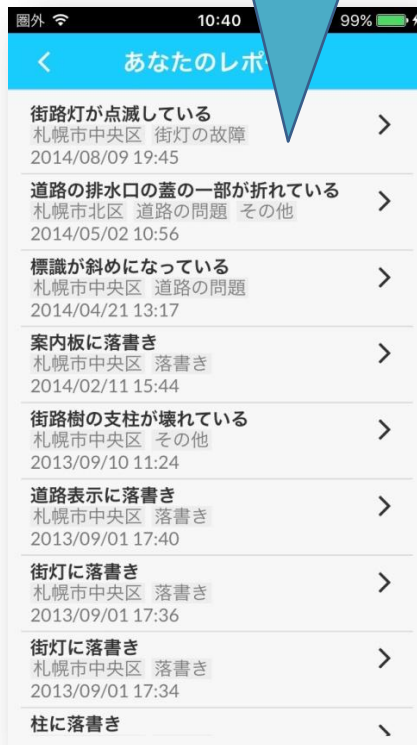 圏外 10:40 99%
あなたのレポ
街路灯が点滅している
札幌市中央区 街灯の故障
2014/08/09 19:45
道路の排水口の蓋の一部が折れている
札幌市北区 道路の問題 その他
2014/05/02 10:56
標識が斜めになっている
札幌市中央区 道路の問題
2014/04/21 13:17
案内板に落書き
札幌市中央区 落書き
2014/02/11 15:44
街路樹の支柱が壊れている
札幌市中央区 その他
2013/09/10 11:24
道路表示に落書き
札幌市中央区 落書き
2013/09/01 17:40
街灯に落書き
札幌市中央区 落書き
2013/09/01 17:36
街灯に落書き
札幌市中央区 落書き
2013/09/01 17:34
柱に落書き